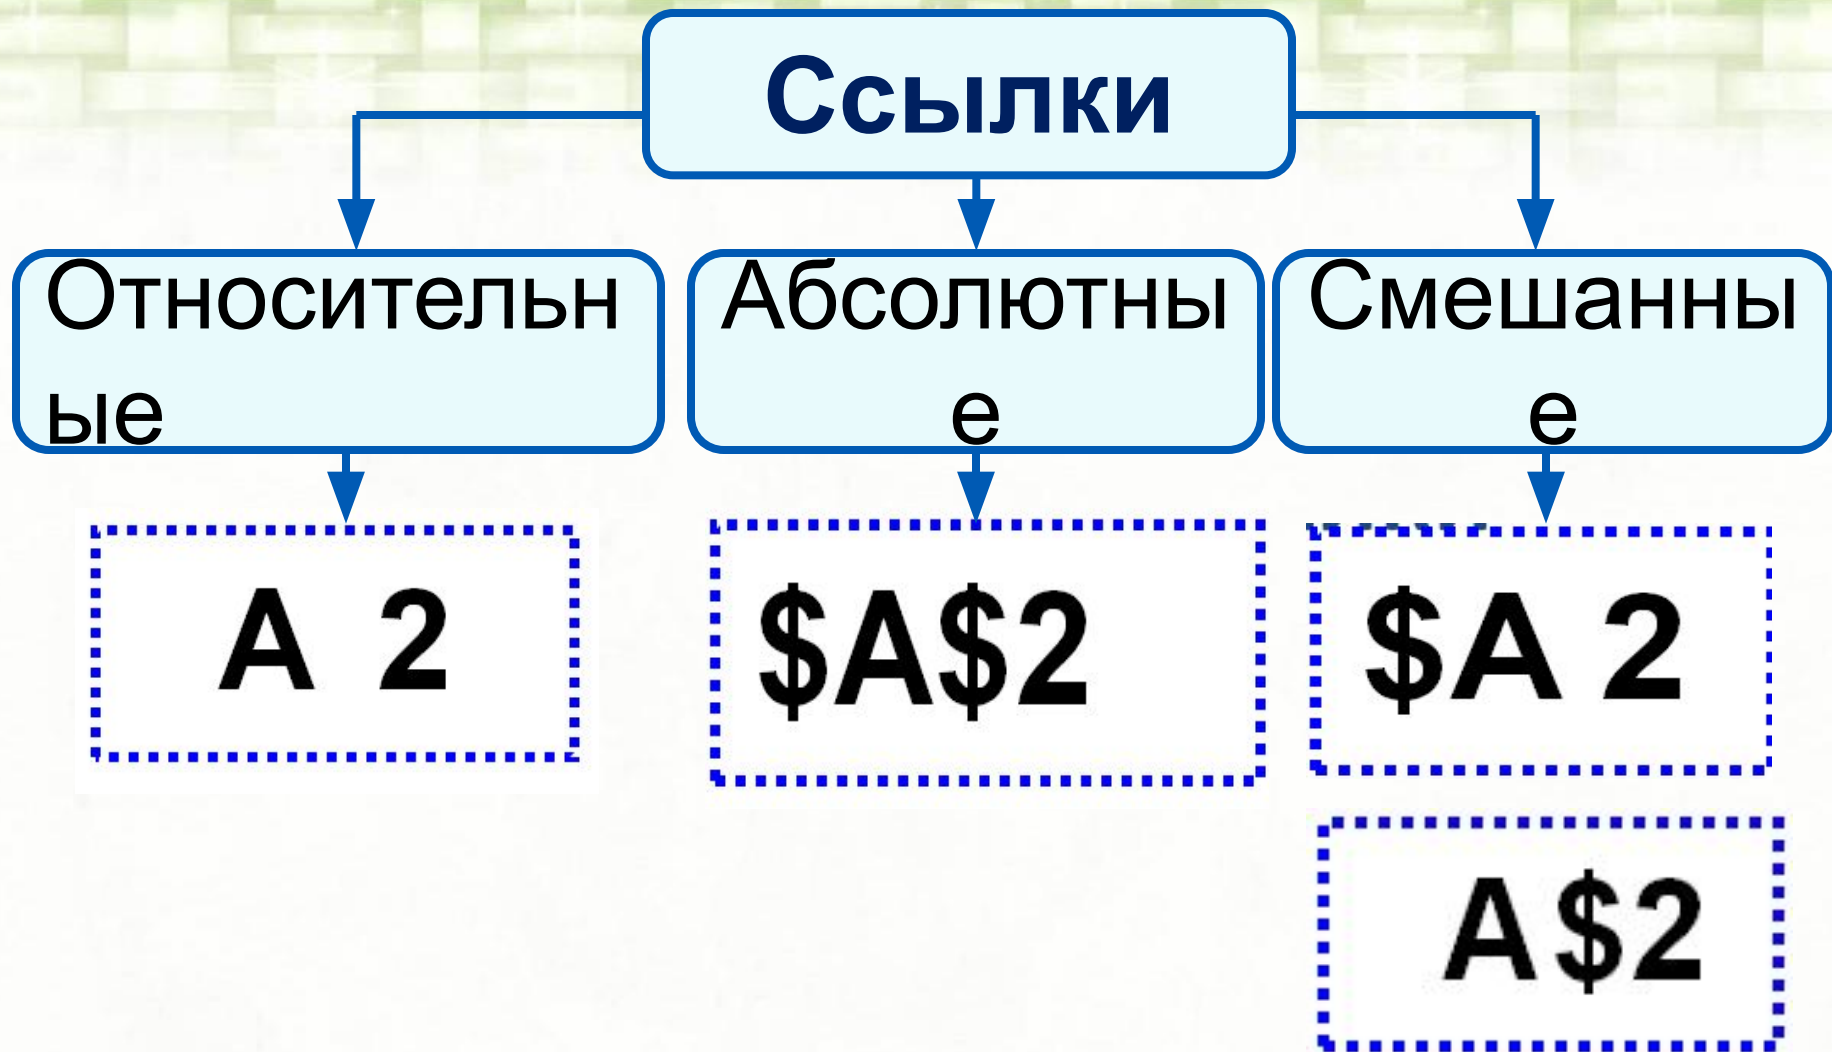 Ссылки
Относительн
ые
Абсолютны
е
Смешанны
е
А 2
$А$2
$А 2
А$2